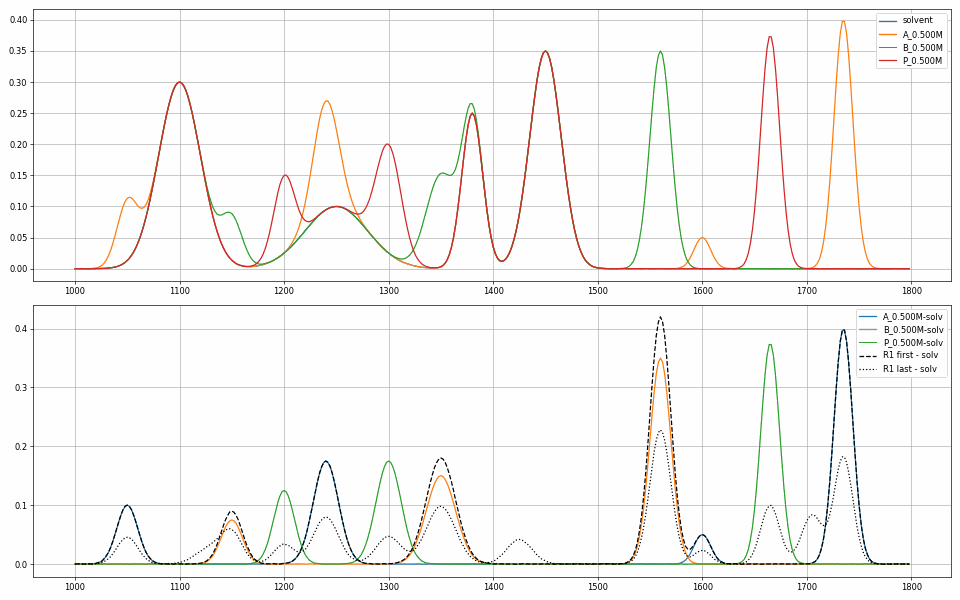 0.40
0.35
0.30
0.25
0.20
0.15
0.10
0.05
0.00
solvent
A_0.500M
B_0.500M
P_0.500M
1000 1100 1200 1300 1400 1500 1600 1700 1800
0.4
0.3
0.2
0.1
0.0
A_0.500M-solv
B_0.500M-solv
P_0.500M-solv
R1 first - solv
R1 last - solv
1000 1100 1200 1300 1400 1500 1600 1700 1800